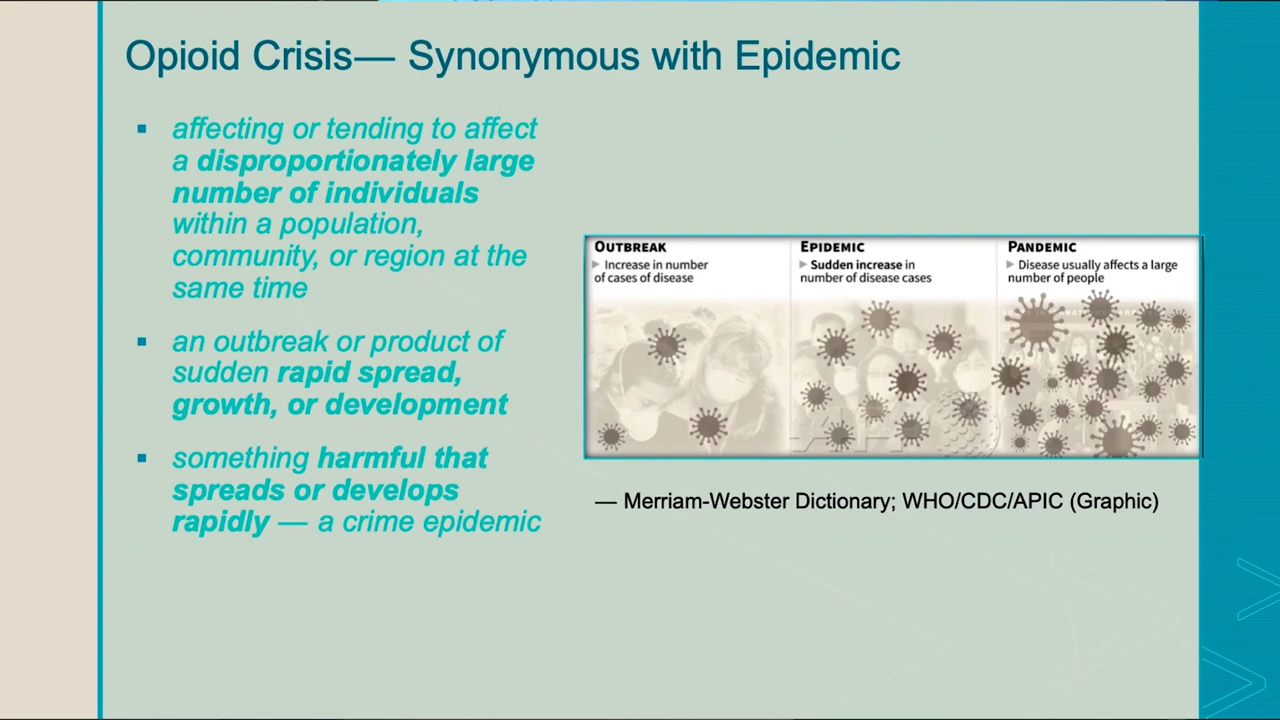 Opioid Crisis— Synonymous with Epidemic
▪ affecting or tending to affect
a disproportionately large
number of individuals
within a population,
community, or region at the
same time
▪ an outbreak or product of
sudden rapid spread,
growth, or development
▪ something harmful that
spreads or develops
rapidly — a crime epidemic
OUTBREAK
▶ Increase in number
of cases of disease
EPIDEMIC
▶ Sudden increase in
number of disease cases
PANDEMIC
▶ Disease usually affects a large
number of people
— Merriam-Webster Dictionary; WHO/CDC/APIC (Graphic)